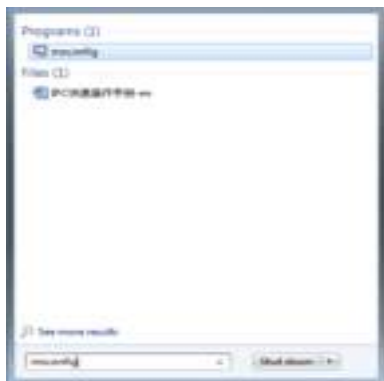 Programs (1)
msconfig
Files (1)
See more results
msconfig
Shut down